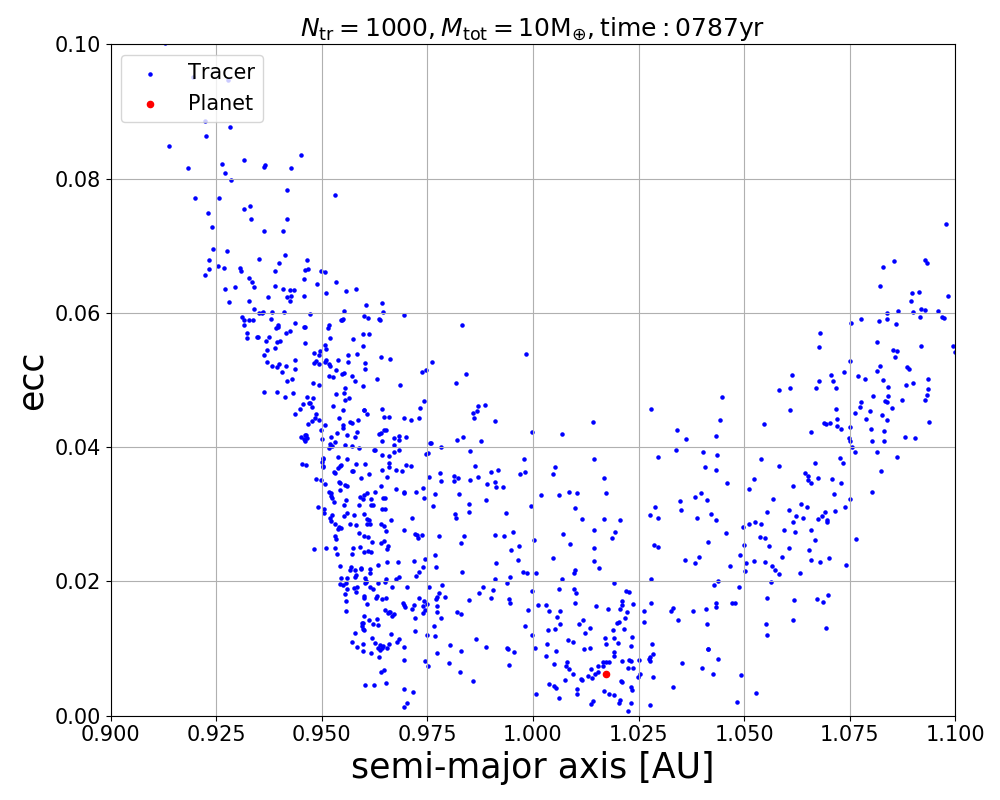 N_tr = 1000, M_tot = 10M_⊕, time : 0787yr
0.10
Tracer
Planet
0.08
0.06
ecc
0.04
0.02
0.00
0.900 0.925 0.950 0.975 1.000 1.025 1.050 1.075 1.100
semi-major axis [AU]